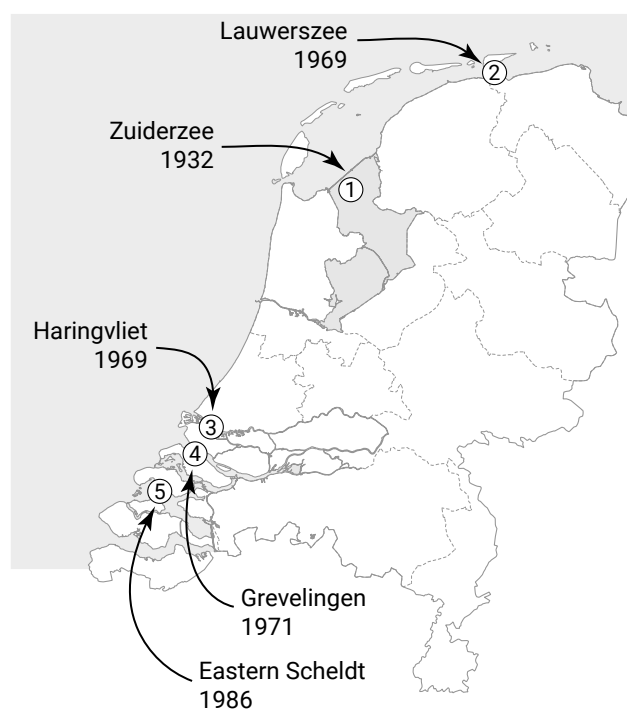 Lauwerszee
1969
2
Zuiderzee
1932
1
Haringvliet
1969
3
4
5
Grevelingen
1971
Eastern Scheldt
1986